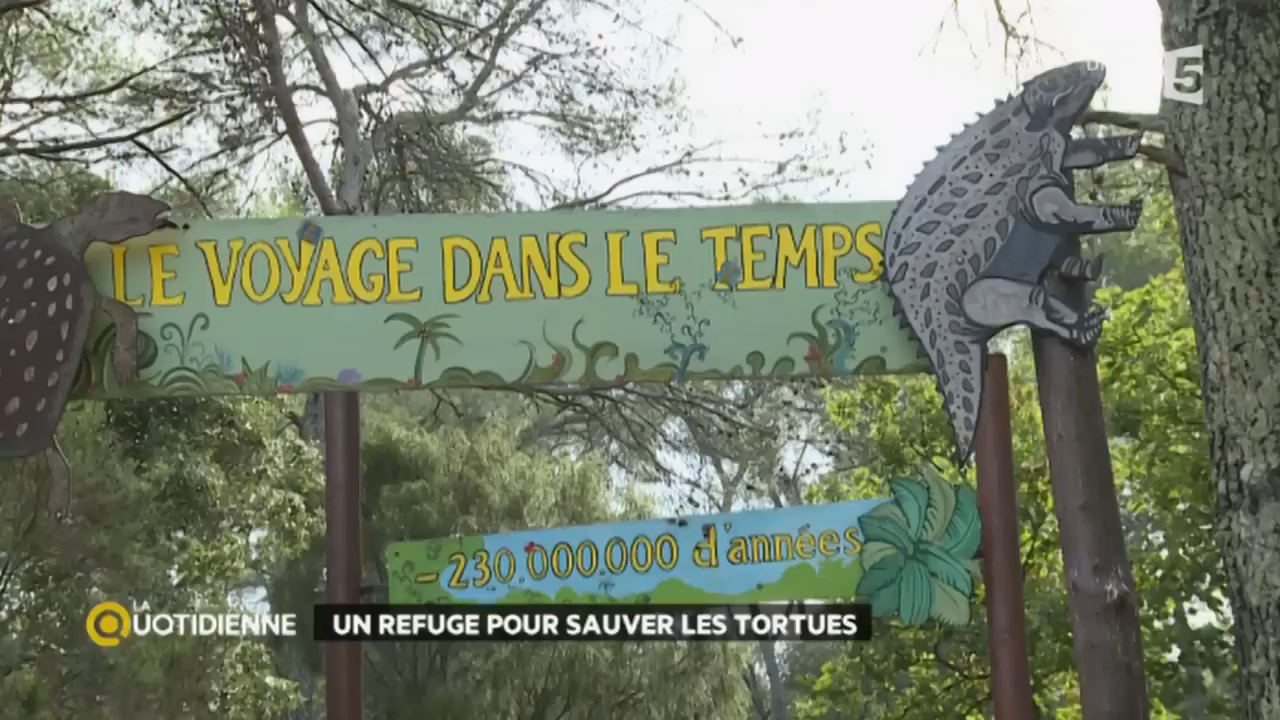 5
LE VOYAGE DANS LE TEMPS
- 230.000.000 d'années
LA QUOTIDIENNE
UN REFUGE POUR SAUVER LES TORTUES